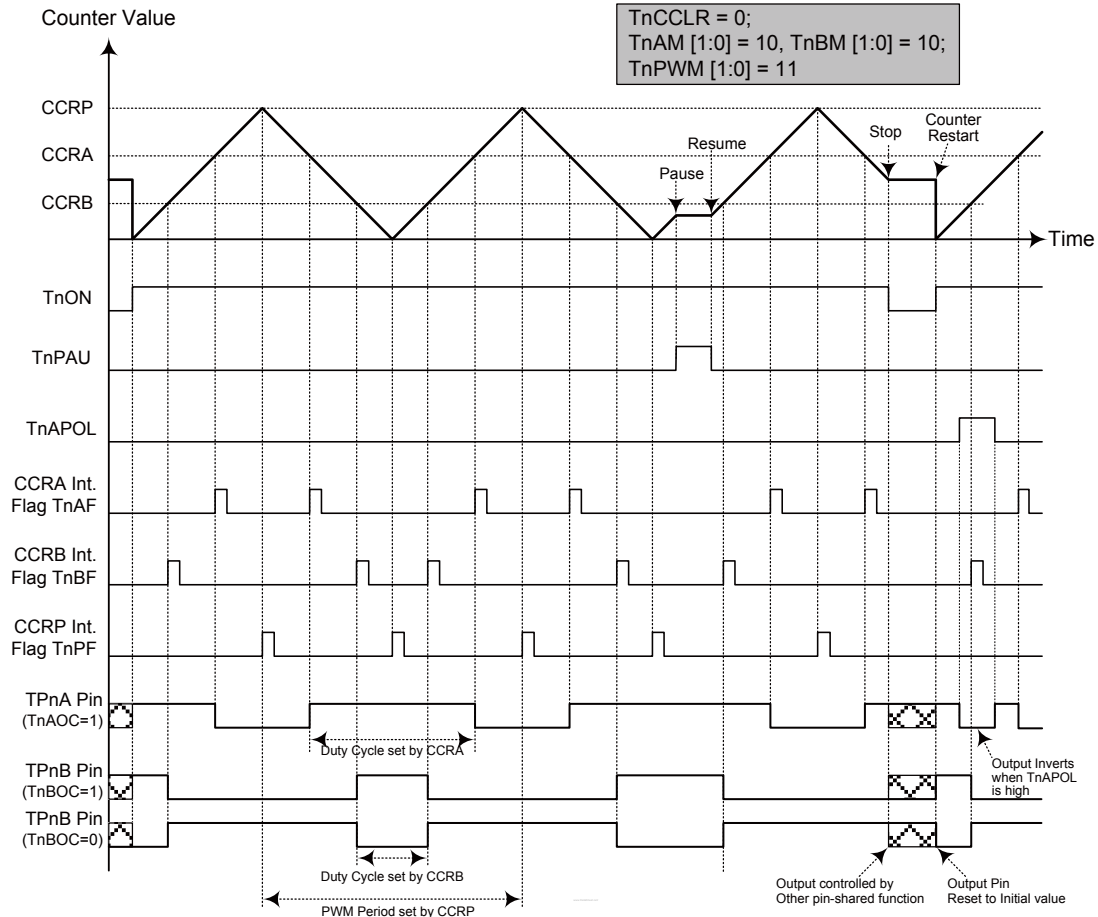 Counter Value
TnCCLR = 0;
TnAM [1:0] = 10, TnBM [1:0] = 10;
TnPWM [1:0] = 11
CCRP
CCRA
CCRB
Pause
Resume
Stop
Counter
Restart
Time
TnON
TnPAU
TnAPOL
CCRA Int.
Flag TnAF
CCRB Int.
Flag TnBF
CCRP Int.
Flag TnPF
TPnA Pin
(TnAOC=1)
Duty Cycle set by CCRA
Output Inverts
when TnAPOL
is high
TPnB Pin
(TnBOC=1)
TPnB Pin
(TnBOC=0)
Duty Cycle set by CCRB
Output controlled by
Other pin-shared function
Output Pin
Reset to Initial value
PWM Period set by CCRP